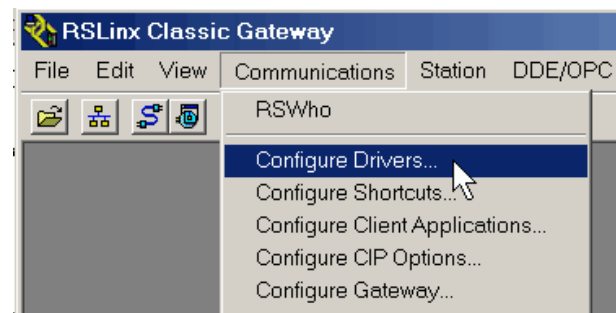 RSLinx Classic Gateway
File Edit View Communications Station DDE/OPC
RSWho
Configure Drivers...
Configure Shortcuts...
Configure Client Applications...
Configure CIP Options...
Configure Gateway...